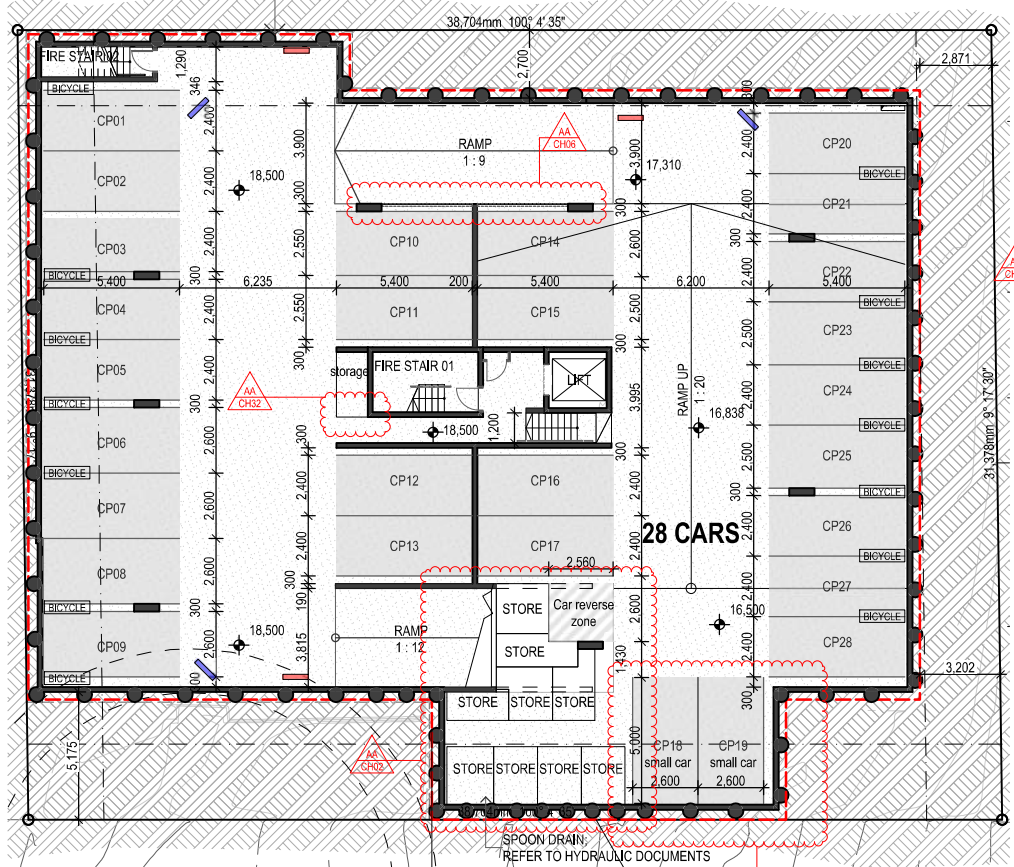 38,704mm 100° 4' 35"
2,871
FIRE STAIR 02
BICYCLE
1,290
346
2,400
2,700
300
CP01
CP02
CP03
BICYCLE
CP04
BICYCLE
CP05
BICYCLE
CP06
BICYCLE
CP07
CP08
BICYCLE
CP09
BICYCLE
5,400
6,235
2,400
2,400
300
2,400
2,400
300
2,600
2,600
2,600
300
2,600
18,500
18,500
18,500
3,900
300
2,550
2,550
300
300
2,400
2,400
300
190
3,815
RAMP
1 : 9
AA
CH06
CP10
CP14
5,400
200
5,400
CP11
CP15
storage
FIRE STAIR 01
LIFT
AA
CH32
1,200
CP12
CP16
CP13
CP17
2,560
RAMP
1 : 12
3,900
17,310
300
2,600
2,500
300
3,995
300
2,400
2,400
2,600
1,430
6,200
RAMP UP
1 : 20
16,838
28 CARS
16,500
2,400
2,400
300
2,400
2,500
2,400
2,500
300
2,400
2,400
2,400
300
CP20
BICYCLE
CP21
CP22
5,400
BICYCLE
CP23
BICYCLE
CP24
BICYCLE
CP25
BICYCLE
CP26
BICYCLE
CP27
BICYCLE
CP28
31,378mm 9° 17' 30"
3,202
STORE
Car reverse
zone
STORE
STORE STORE STORE
STORE STORE STORE STORE
5,000
CP18
small car
2,600
CP19
small car
2,600
5,175
AA
CH02
SPOON DRAIN;
REFER TO HYDRAULIC DOCUMENTS